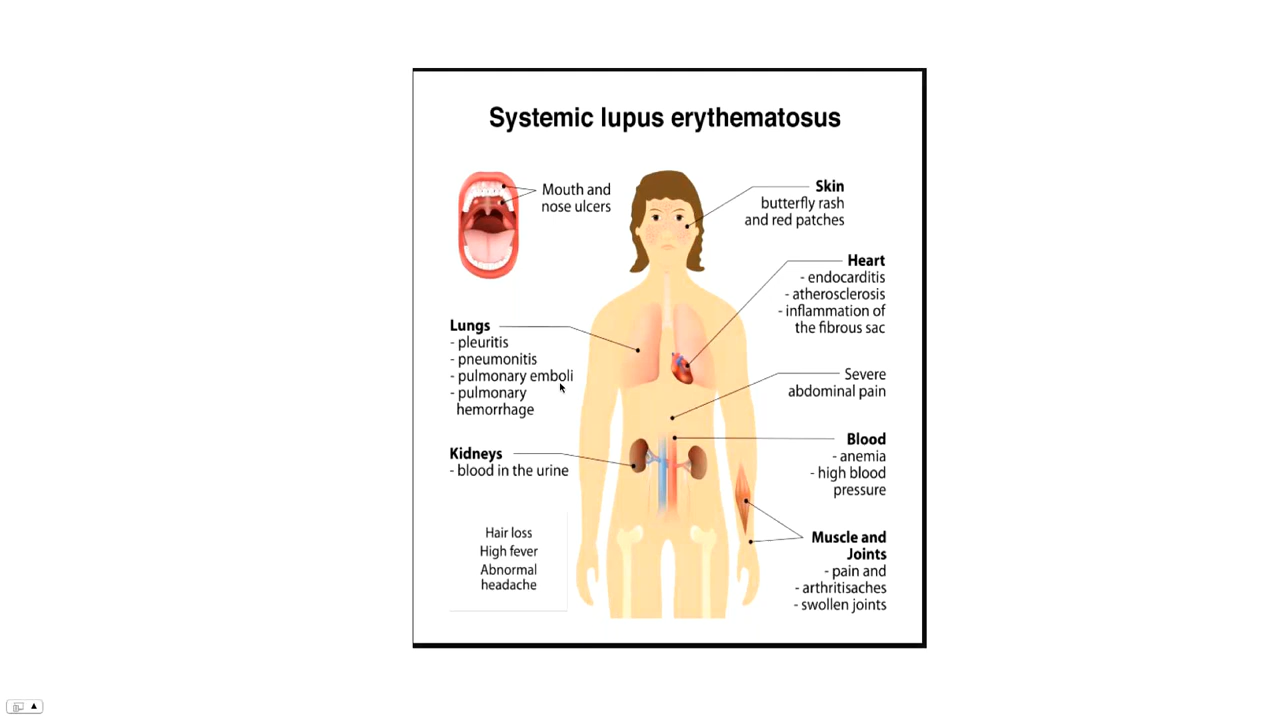 Systemic lupus erythematosus
Mouth and
nose ulcers
Skin
butterfly rash
and red patches
Heart
- endocarditis
- atherosclerosis
- inflammation of
the fibrous sac
Lungs
- pleuritis
- pneumonitis
- pulmonary emboli
- pulmonary
hemorrhage
Severe
abdominal pain
Kidneys
- blood in the urine
Blood
- anemia
- high blood
pressure
Hair loss
High fever
Abnormal
headache
Muscle and
Joints
- pain and
- arthritisaches
- swollen joints